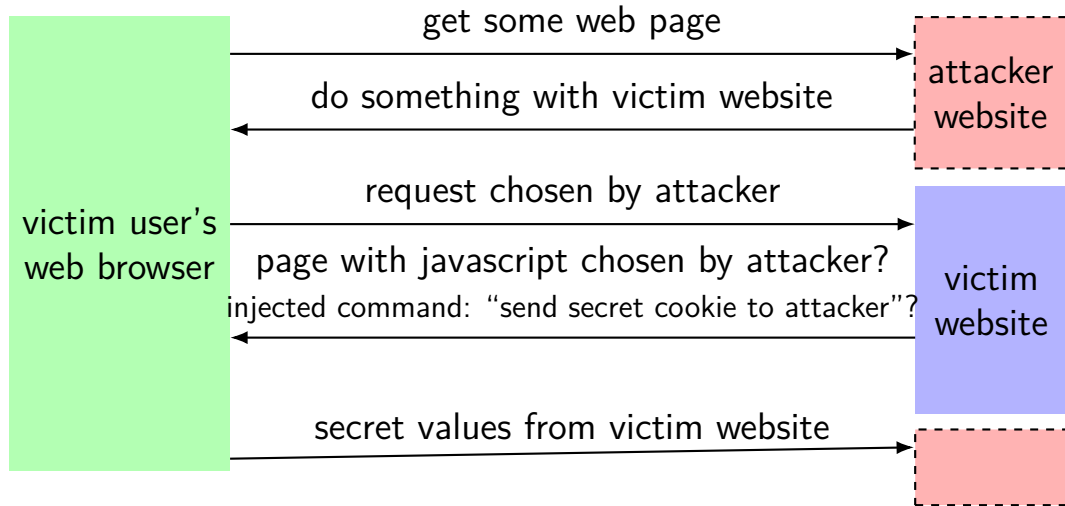 get some web page
attacker
website
do something with victim website
request chosen by attacker
victim user's
web browser
page with javascript chosen by attacker?
injected command: “send secret cookie to attacker”?
victim
website
secret values from victim website